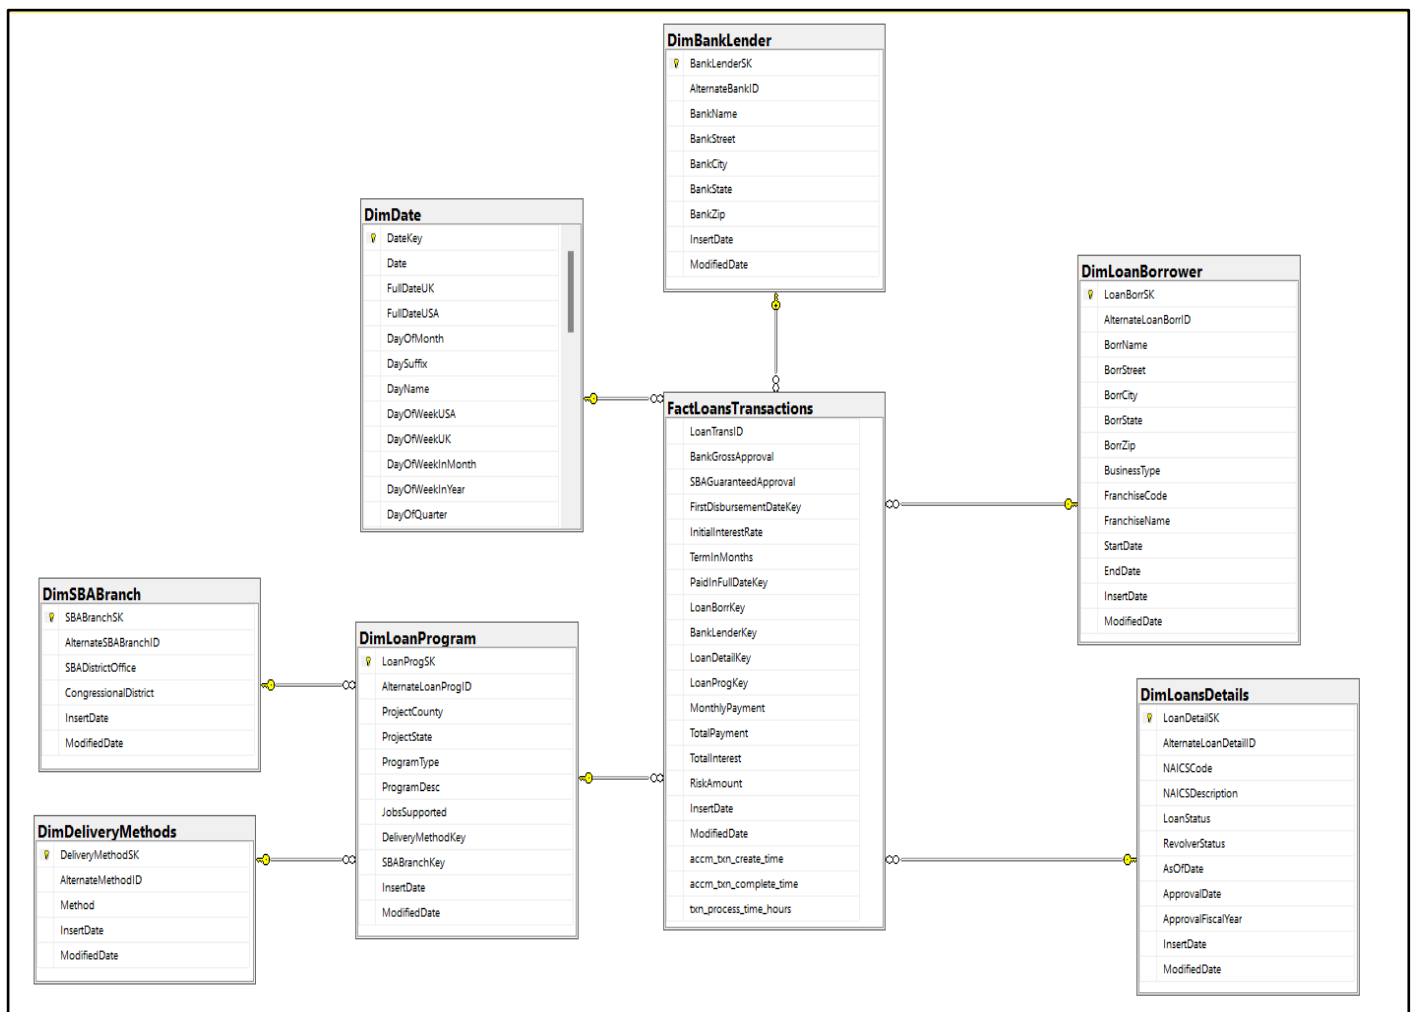 DimBankLender
BankLenderSK
AlternateBankID
BankName
BankStreet
BankCity
BankState
BankZip
InsertDate
ModifiedDate
DimDate
DateKey
Date
FullDateUK
FullDateUSA
DayOfMonth
DaySuffix
DayName
DayOfWeekUSA
DayOfWeekUK
DayOfWeekInMonth
DayOfWeekInYear
DayOfQuarter
DimLoanBorrower
LoanBorrSK
AlternateLoanBorrID
BorrName
BorrStreet
BorrCity
BorrState
BorrZip
BusinessType
FranchiseCode
FranchiseName
StartDate
EndDate
InsertDate
ModifiedDate
FactLoansTransactions
LoanTransID
BankGrossApproval
SBAGuaranteedApproval
FirstDisbursementDateKey
InitialInterestRate
TermInMonths
PaidInFullDateKey
LoanBorrKey
BankLenderKey
LoanDetailKey
LoanProgKey
MonthlyPayment
TotalPayment
TotalInterest
RiskAmount
InsertDate
ModifiedDate
accm_txn_create_time
accm_txn_complete_time
txn_process_time_hours
DimSBABranch
SBABranchSK
AlternateSBABranchID
SBADistrictOffice
CongressionalDistrict
InsertDate
ModifiedDate
DimLoanProgram
LoanProgSK
AlternateLoanProgID
ProjectCounty
ProjectState
ProgramType
ProgramDesc
JobsSupported
DeliveryMethodKey
SBABranchKey
InsertDate
ModifiedDate
DimDeliveryMethods
DeliveryMethodSK
AlternateMethodID
Method
InsertDate
ModifiedDate
DimLoansDetails
LoanDetailSK
AlternateLoanDetailID
NAICSCode
NAICSDescription
LoanStatus
RevolverStatus
AsOfDate
ApprovalDate
ApprovalFiscalYear
InsertDate
ModifiedDate